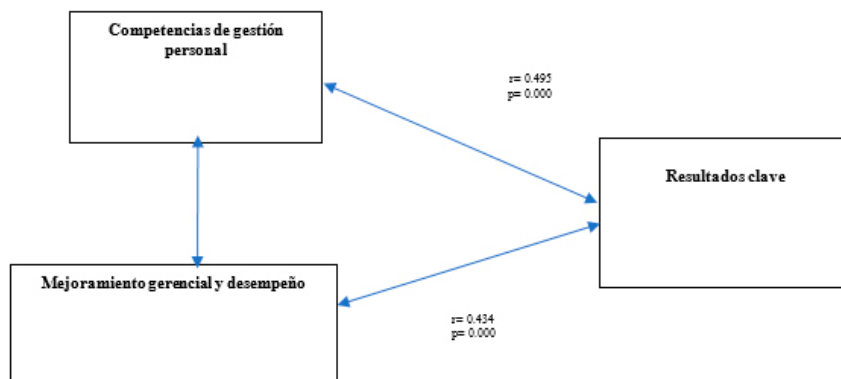 Competencias de gestión
personal
r= 0.495
p= 0.000
Resultados clave
Mejoramiento gerencial y desempeño
r= 0.434
p= 0.000